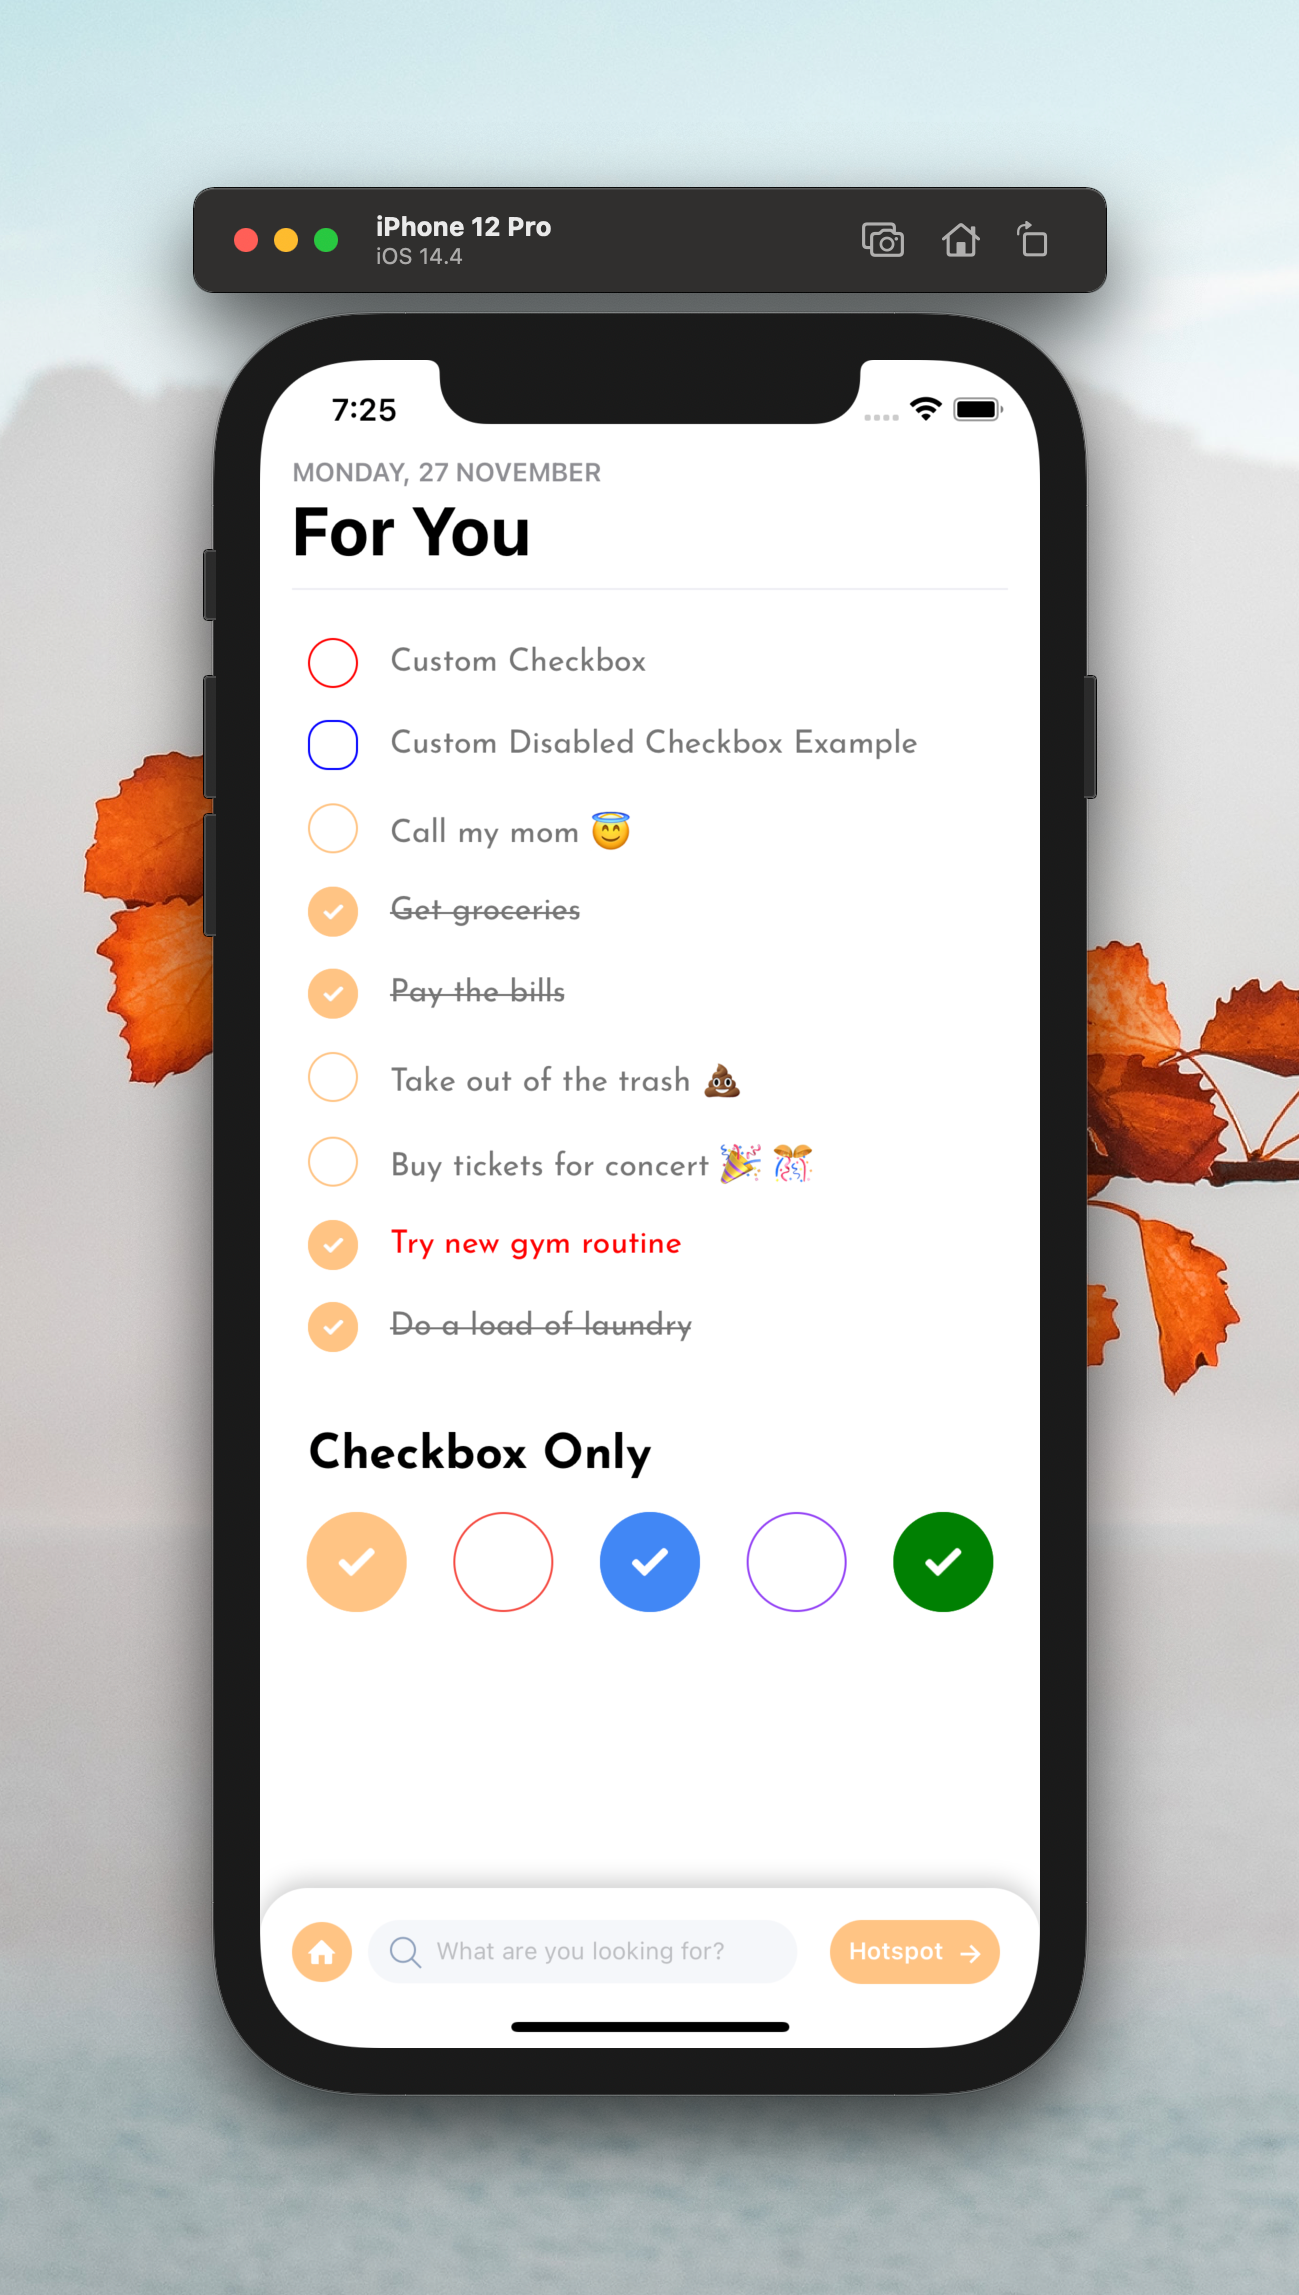 iPhone 12 Pro
iOS 14.4
7:25
MONDAY, 27 NOVEMBER
For You
Custom Checkbox
Custom Disabled Checkbox Example
Call my mom 😇
Get groceries
Pay the bills
Take out of the trash 💩
Buy tickets for concert 🎉 🎊
Try new gym routine
Do a load of laundry
Checkbox Only
What are you looking for?
Hotspot →